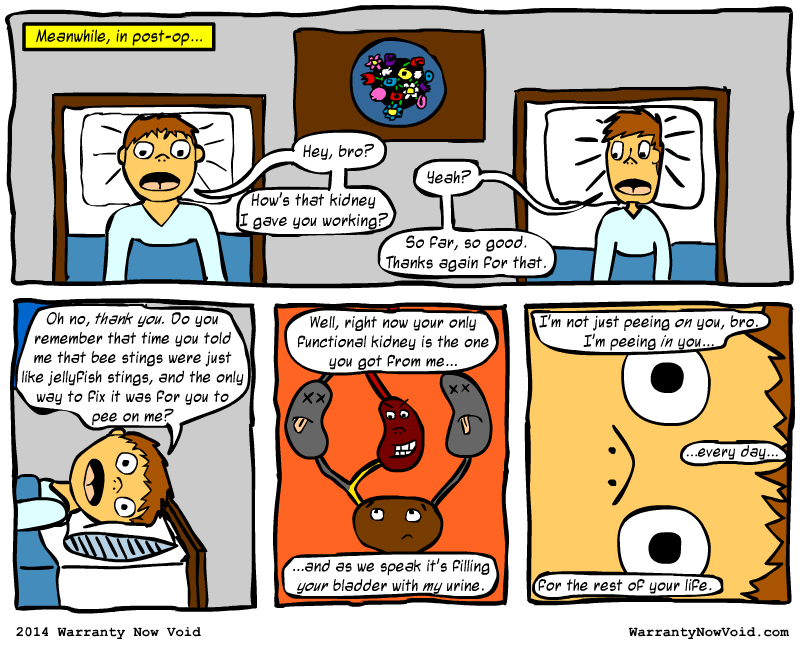 Meanwhile, in post-op...
Hey, bro?
How's that kidney
I gave you working?
Yeah?
So far, so good.
Thanks again for that.
Oh no, thank you. Do you
remember that time you told
me that bee stings were just
like jellyfish stings, and the only
way to fix it was for you to
pee on me?
Well, right now your only
functional kidney is the one
you got from me...
...and as we speak it's filling
your bladder with my urine.
I'm not just peeing on you, bro.
I'm peeing in you...
...every day...
for the rest of your life.
2014 Warranty Now Void
WarrantyNowVoid.com